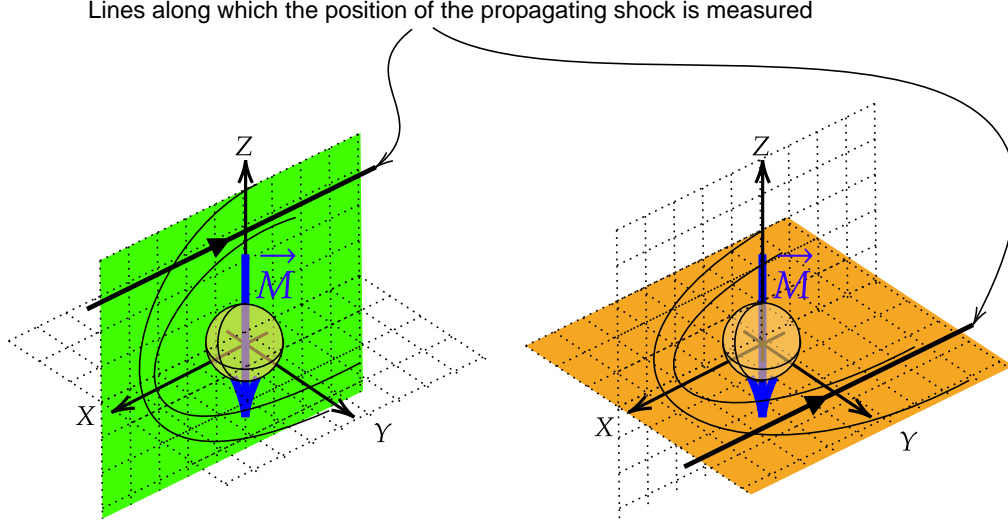 Lines along which the position of the propagating shock is measured
Z
M
X
Y
Z
M
X
Y